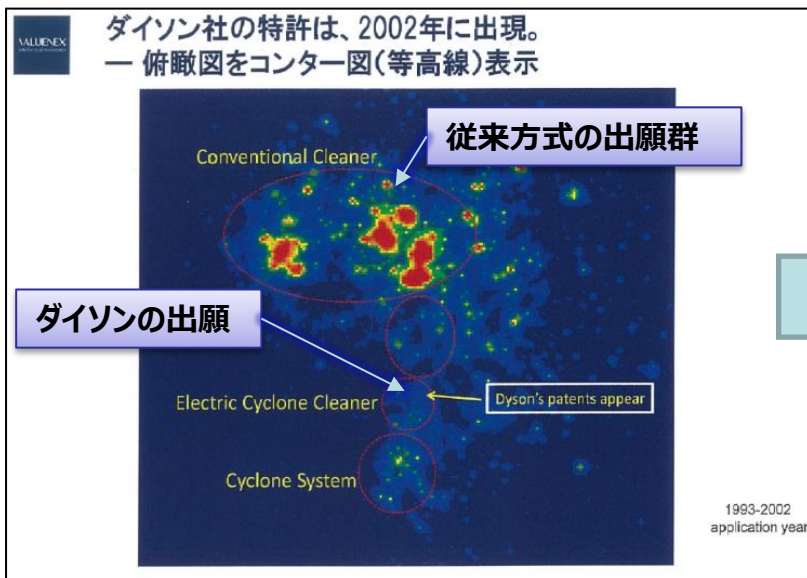 ダイソン社の特許は、2002年に出現。
VALUENEX
― 俯瞰図をコンター図(等高線)表示
従来方式の出願群
Conventional Cleaner
ダイソンの出願
Electric Cyclone Cleaner
Dyson's patents appear
Cyclone System
1993-2002
application year